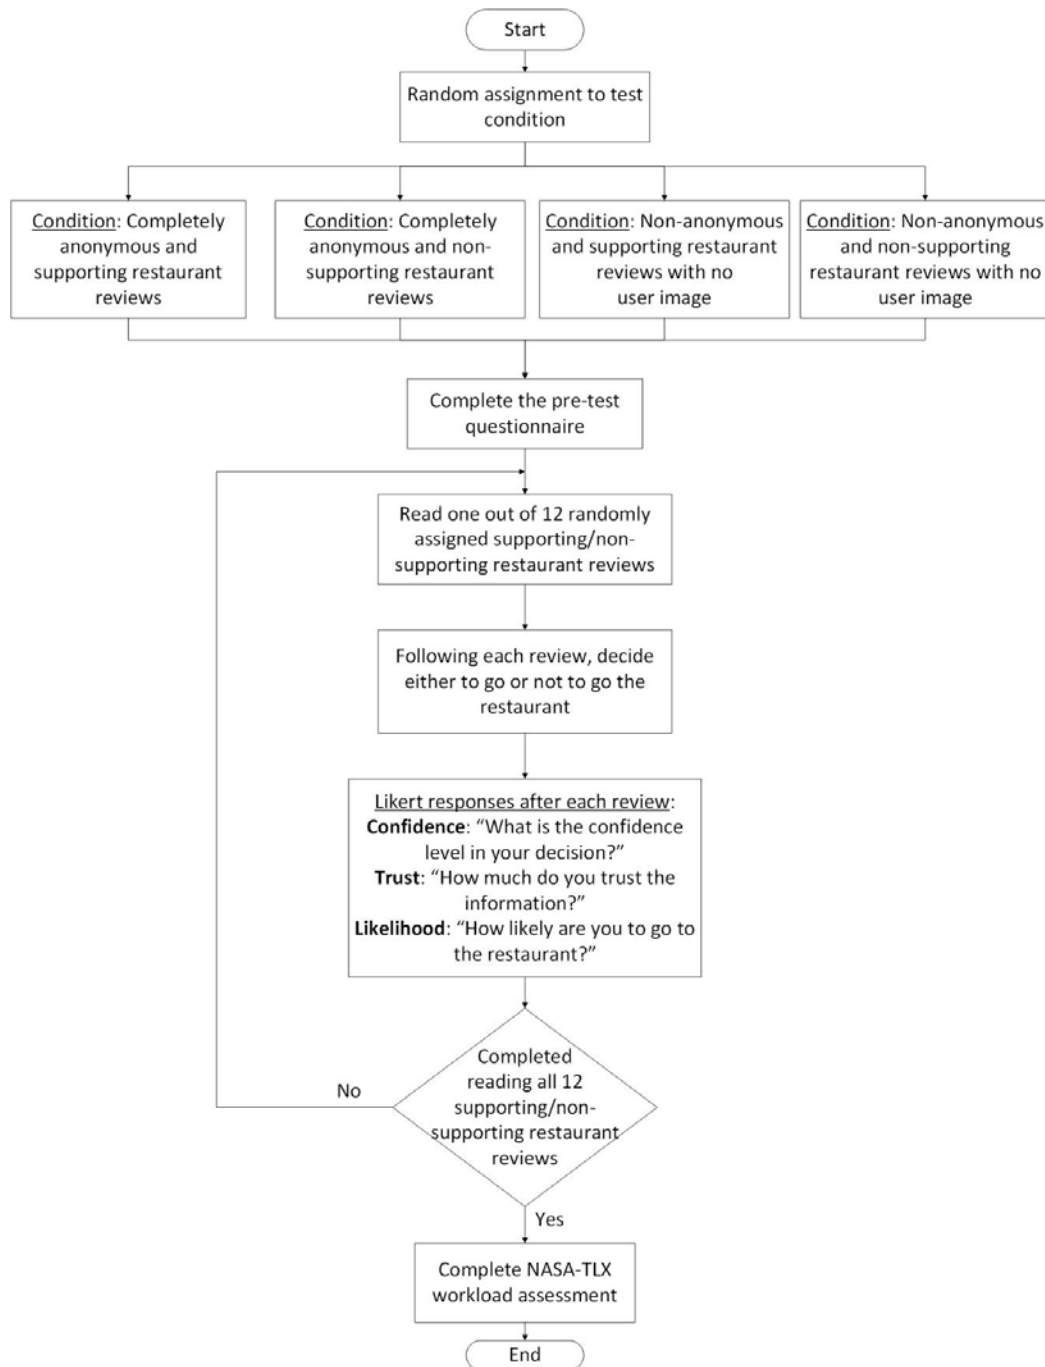 Start
Random assignment to test
condition
Condition: Completely
anonymous and
supporting restaurant
reviews
Condition: Completely
anonymous and non-
supporting restaurant
reviews
Condition: Non-anonymous
and supporting restaurant
reviews with no
user image
Condition: Non-anonymous
and non-supporting
restaurant reviews with no
user image
Complete the pre-test
questionnaire
Read one out of 12 randomly
assigned supporting/non-
supporting restaurant reviews
Following each review, decide
either to go or not to go the
restaurant
Likert responses after each review:
Confidence: “What is the confidence
level in your decision?”
Trust: “How much do you trust the
information?”
Likelihood: “How likely are you to go to
the restaurant?”
Completed
reading all 12
supporting/non-
supporting restaurant
reviews
No
Yes
Complete NASA-TLX
workload assessment
End